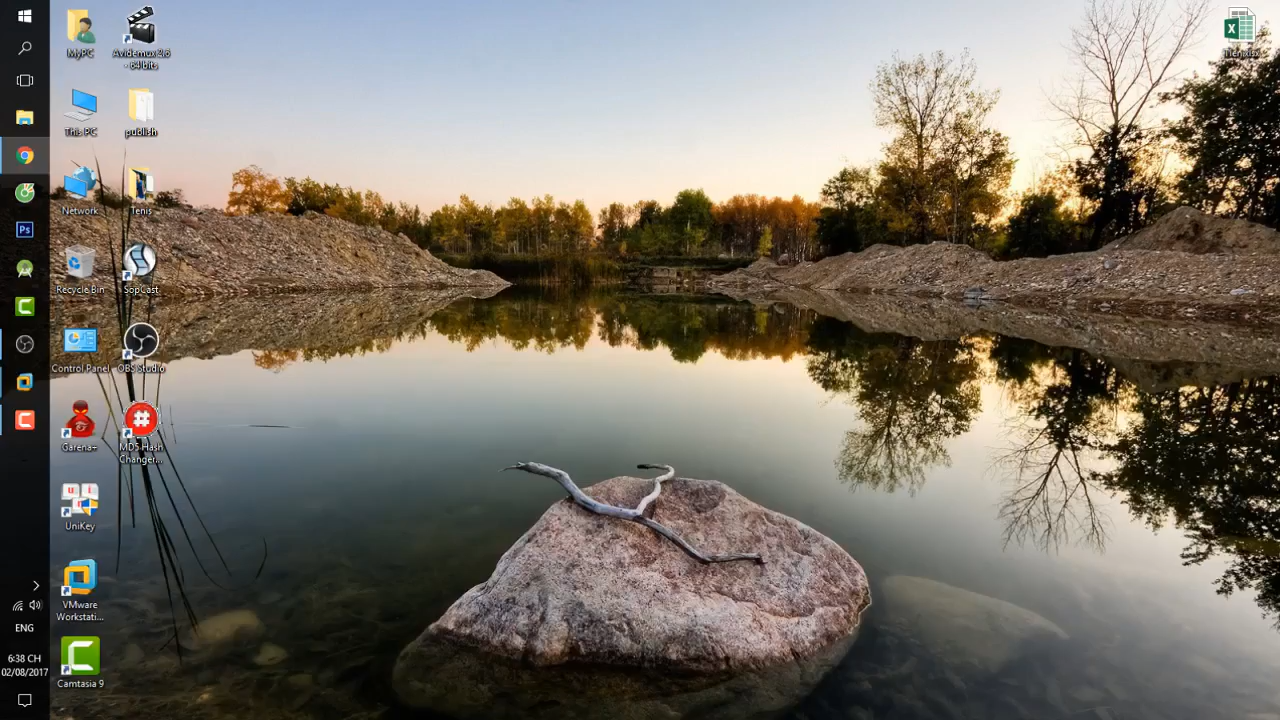 MyPC
Avidemux 2.6
- 64 bits
This PC
publish
Network
Tenis
Recycle Bin
SopCast
Control Panel
OBS Studio
Garena+
MD5 Hash
Changer...
UniKey
VMware
Workstati...
Camtasia 9
Ps
ENG
6:38 CH
02/08/2017